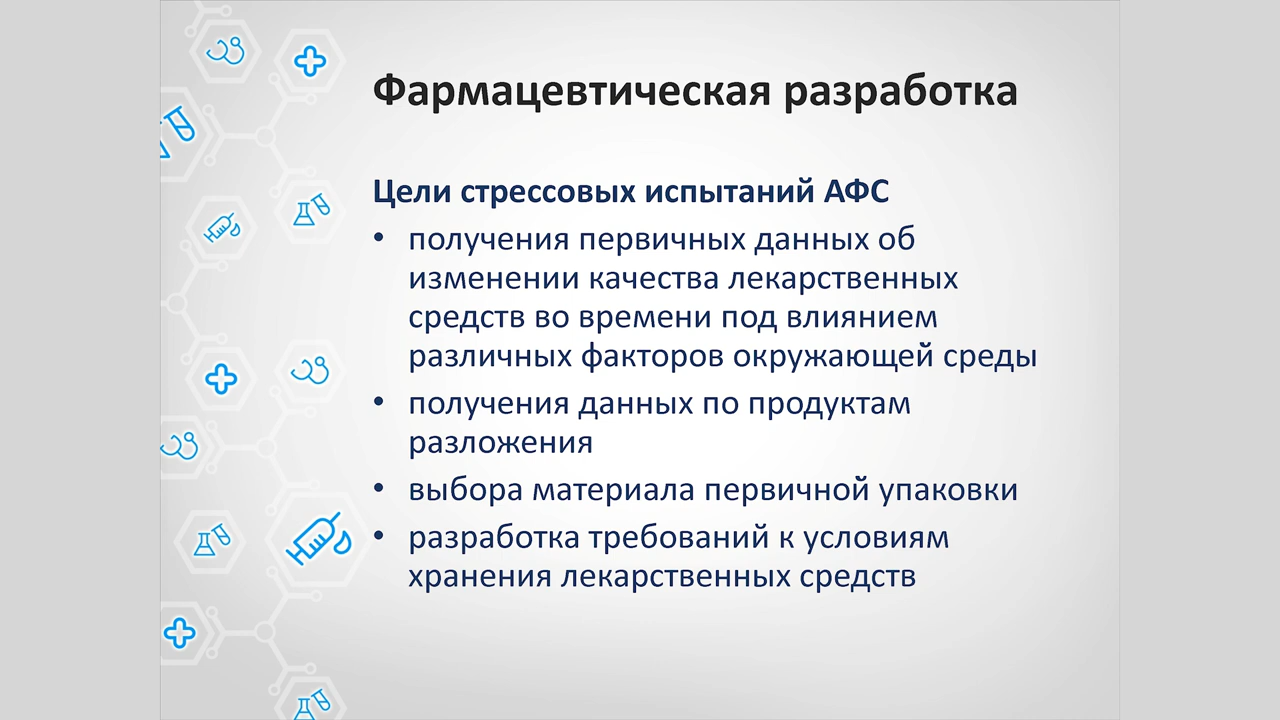 Фармацевтическая разработка
Цели стрессовых испытаний АФС
• получения первичных данных об
изменении качества лекарственных
средств во времени под влиянием
различных факторов окружающей среды
• получения данных по продуктам
разложения
• выбора материала первичной упаковки
• разработка требований к условиям
хранения лекарственных средств